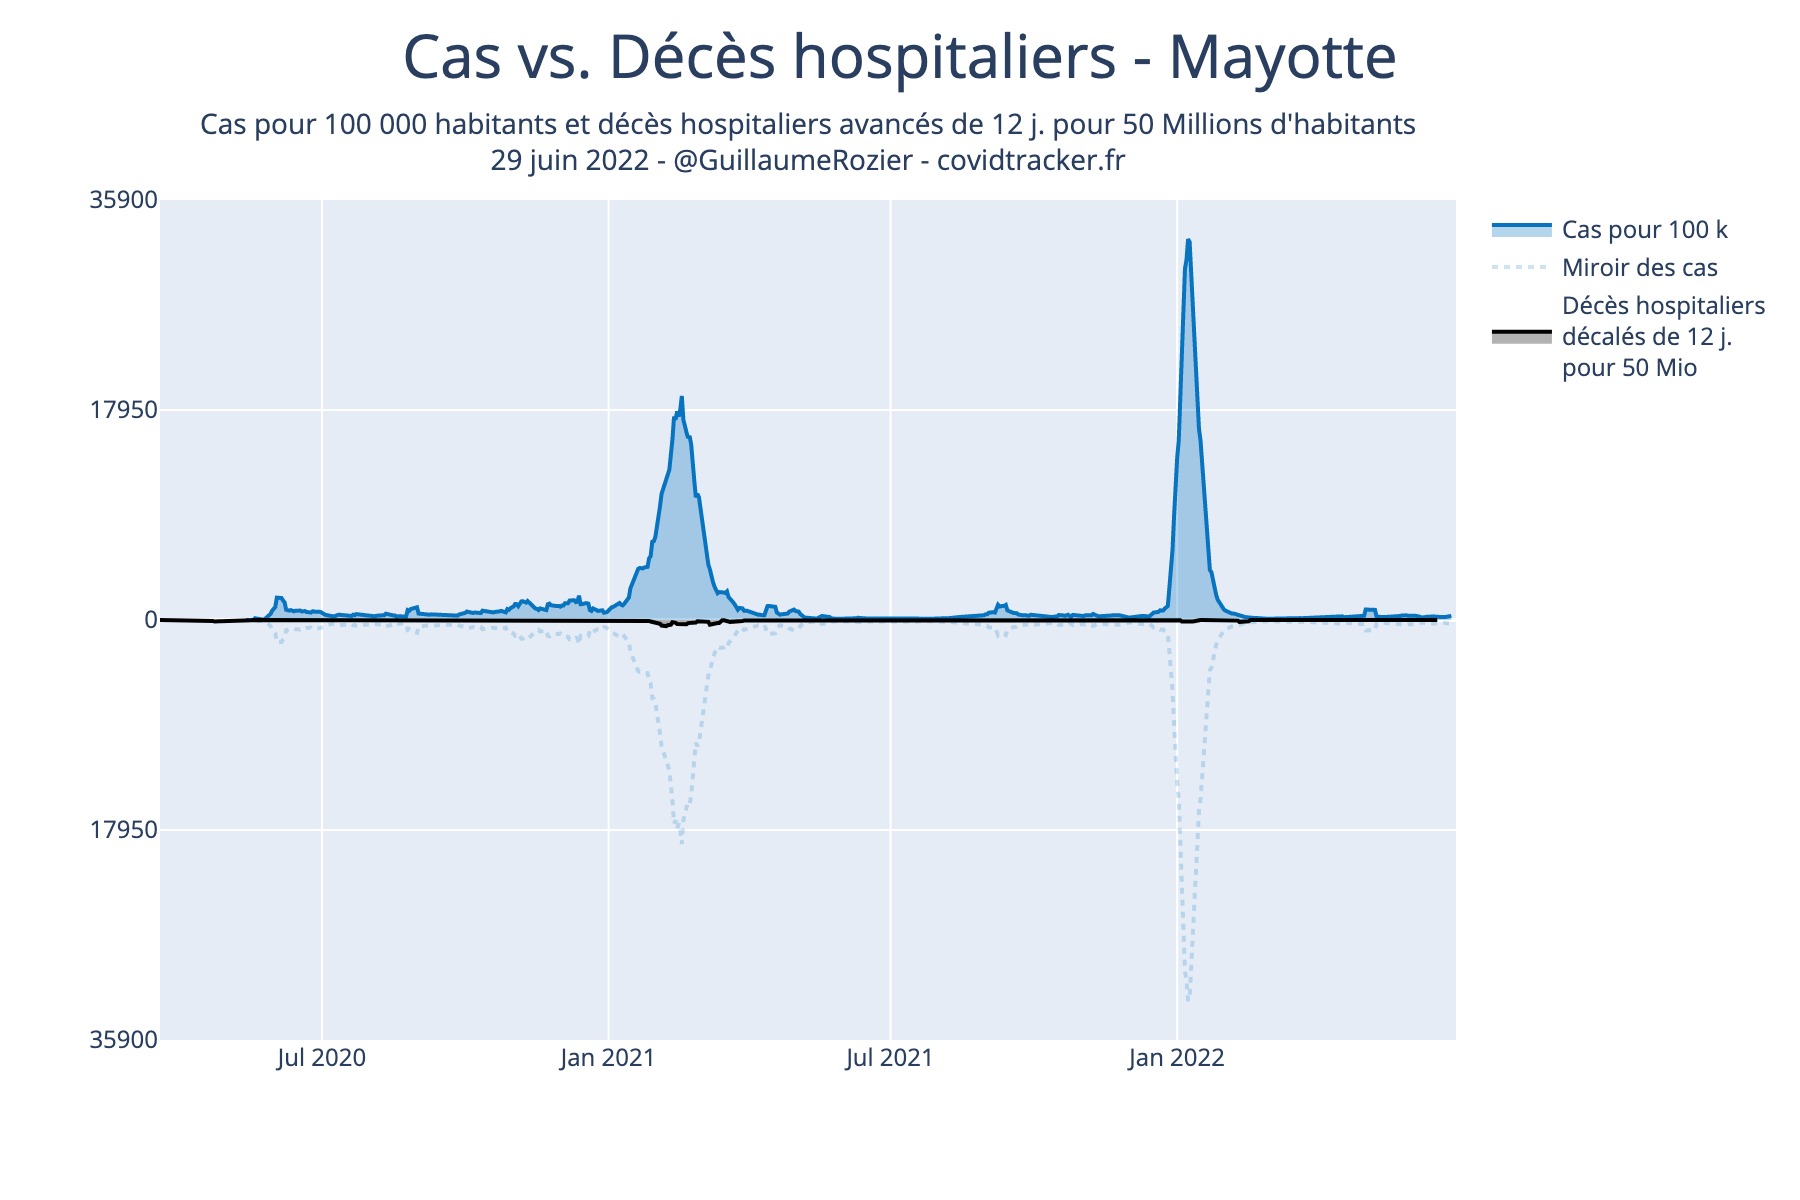 Cas vs. Décès hospitaliers - Mayotte
Cas pour 100 000 habitants et décès hospitaliers avancés de 12 j. pour 50 Millions d'habitants
29 juin 2022 - @GuillaumeRozier - covidtracker.fr
35900
17950
0
17950
35900
Jul 2020
Jan 2021
Jul 2021
Jan 2022
Cas pour 100 k
Miroir des cas
Décès hospitaliers
décalés de 12 j.
pour 50 Mio